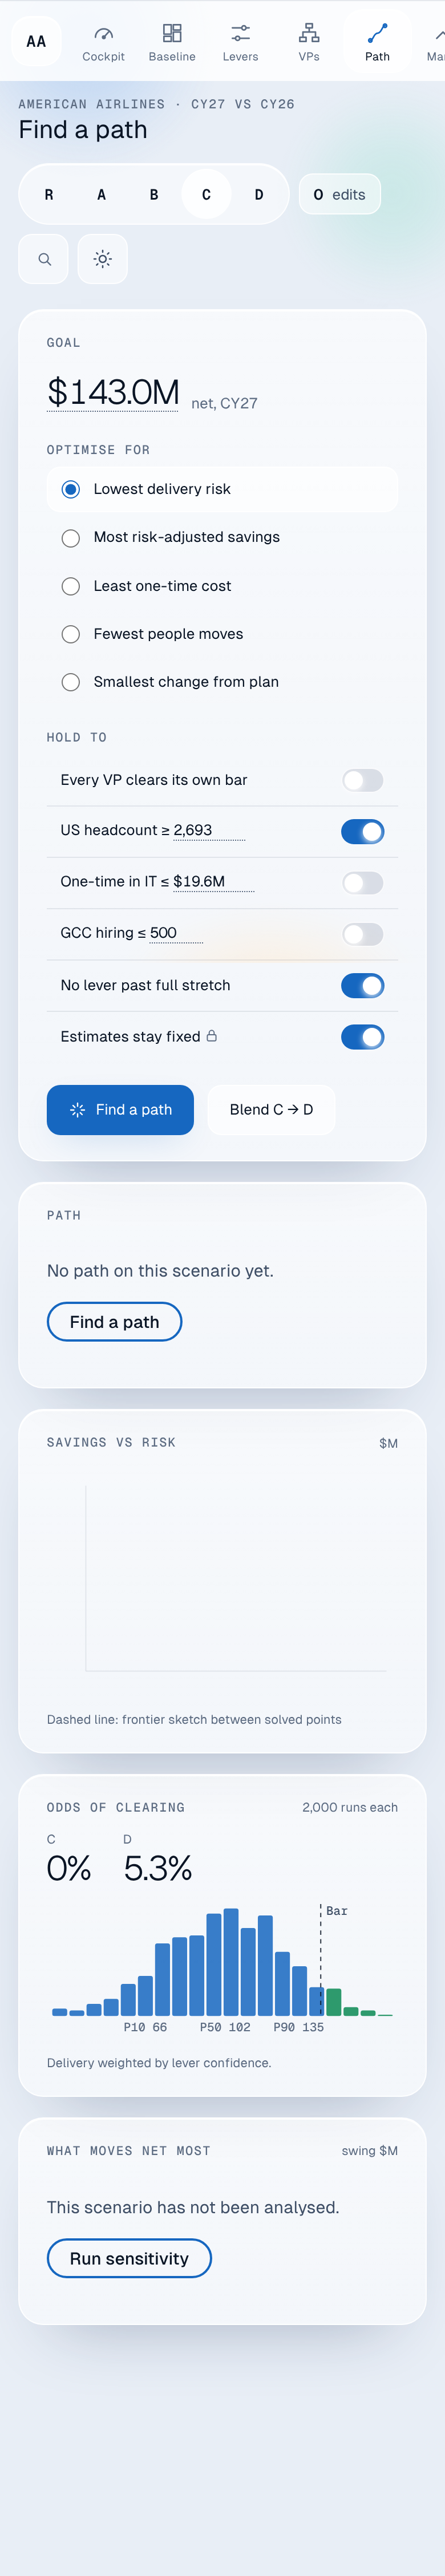 AA
Cockpit
Baseline
Levers
VPs
Path
AMERICAN AIRLINES · CY27 VS CY26
Find a path
R A B C D
0 edits
GOAL
$143.0M net, CY27
OPTIMISE FOR
Lowest delivery risk
Most risk-adjusted savings
Least one-time cost
Fewest people moves
Smallest change from plan
HOLD TO
Every VP clears its own bar
US headcount ≥ 2,693
One-time in IT ≤ $19.6M
GCC hiring ≤ 500
No lever past full stretch
Estimates stay fixed
Find a path
Blend C → D
PATH
No path on this scenario yet.
Find a path
SAVINGS VS RISK $M
Dashed line: frontier sketch between solved points
ODDS OF CLEARING 2,000 runs each
C D
0% 5.3%
Bar
P10 66 P50 102 P90 135
Delivery weighted by lever confidence.
WHAT MOVES NET MOST swing $M
This scenario has not been analysed.
Run sensitivity